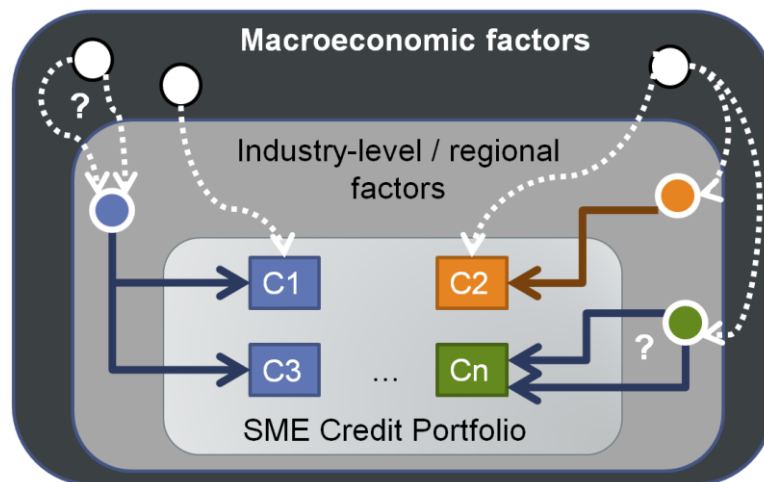 Macroeconomic factors
?
Industry-level / regional
factors
C1
C2
?
C3
...
Cn
SME Credit Portfolio